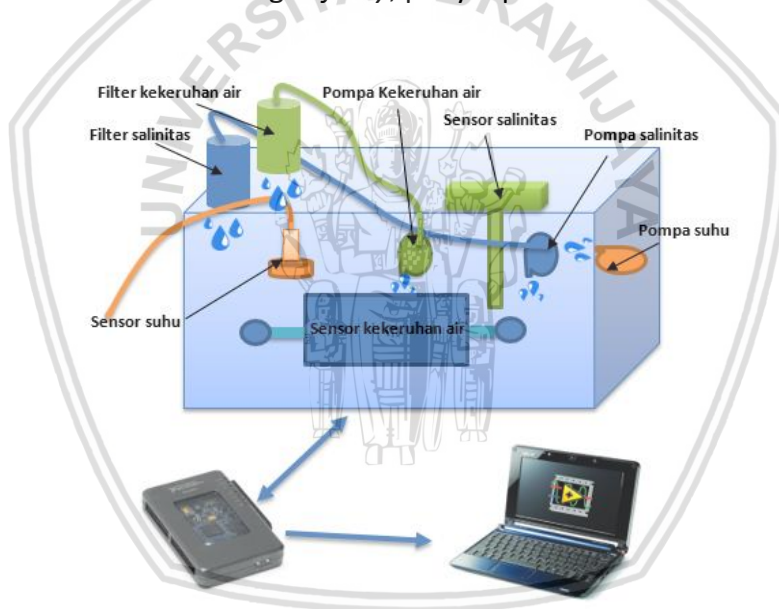 Filter kekeruhan air
Pompa Kekeruhan air
Sensor salinitas
Pompa salinitas
Filter salinitas
Pompa suhu
Sensor suhu
Sensor kekeruhan air